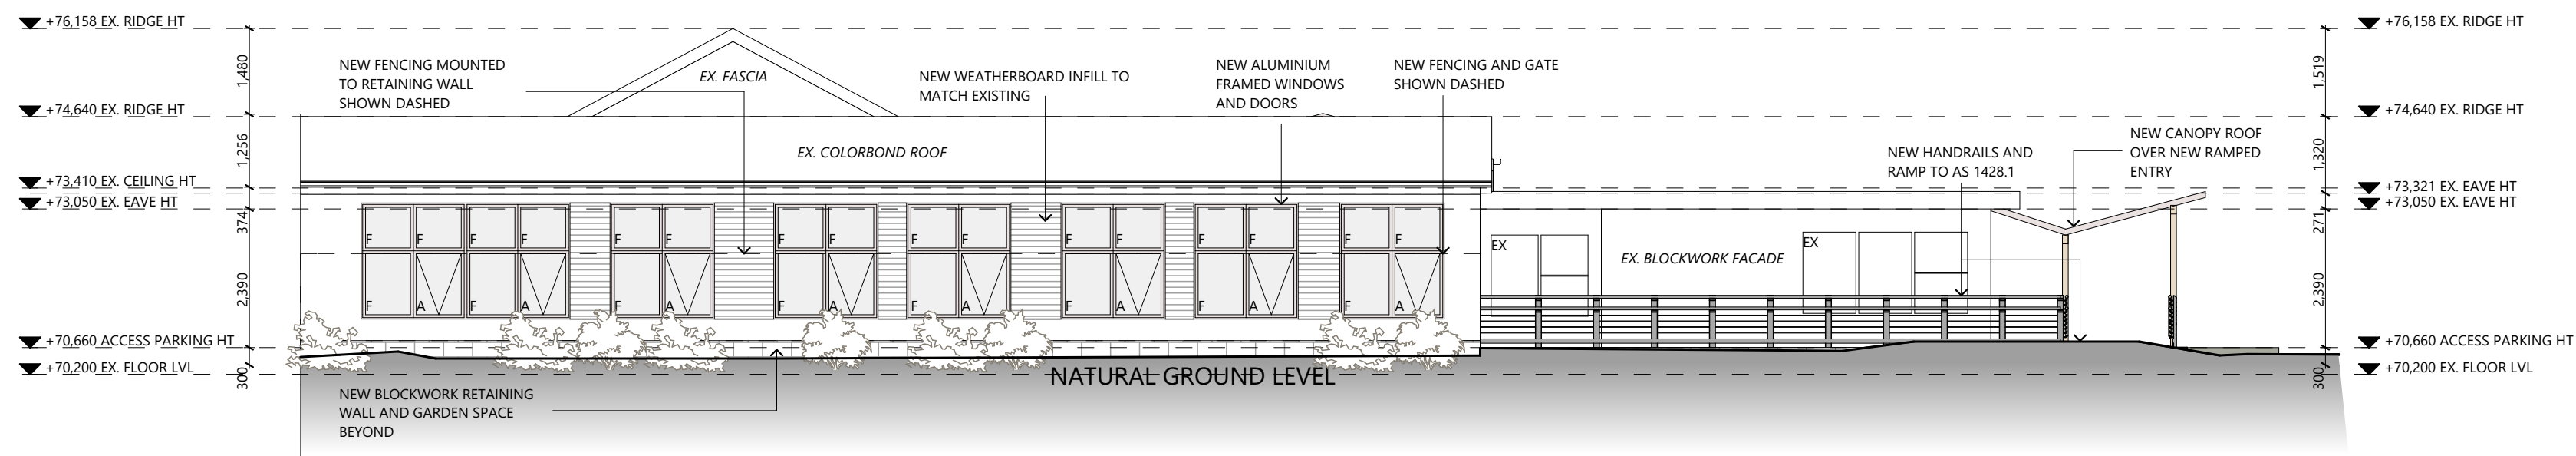 +76,158 EX. RIDGE HT
+74,640 EX. RIDGE HT
+73,410 EX. CEILING HT
+73,050 EX. EAVE HT
+70,660 ACCESS PARKING HT
+70,200 EX. FLOOR LVL
1,480
1,256
374
2,390
300
NEW FENCING MOUNTED
TO RETAINING WALL
SHOWN DASHED
EX. FASCIA
NEW WEATHERBOARD INFILL TO
MATCH EXISTING
NEW ALUMINIUM
FRAMED WINDOWS
AND DOORS
NEW FENCING AND GATE
SHOWN DASHED
EX. COLORBOND ROOF
NEW HANDRAILS AND
RAMP TO AS 1428.1
NEW CANOPY ROOF
OVER NEW RAMPED
ENTRY
F F F F F F F F F F F F F F F F
F A F A F A F A F A F A F A F A
EX
EX
EX. BLOCKWORK FACADE
NATURAL GROUND LEVEL
NEW BLOCKWORK RETAINING
WALL AND GARDEN SPACE
BEYOND
1,519
1,320
271
2,390
300
+76,158 EX. RIDGE HT
+74,640 EX. RIDGE HT
+73,321 EX. EAVE HT
+73,050 EX. EAVE HT
+70,660 ACCESS PARKING HT
+70,200 EX. FLOOR LVL